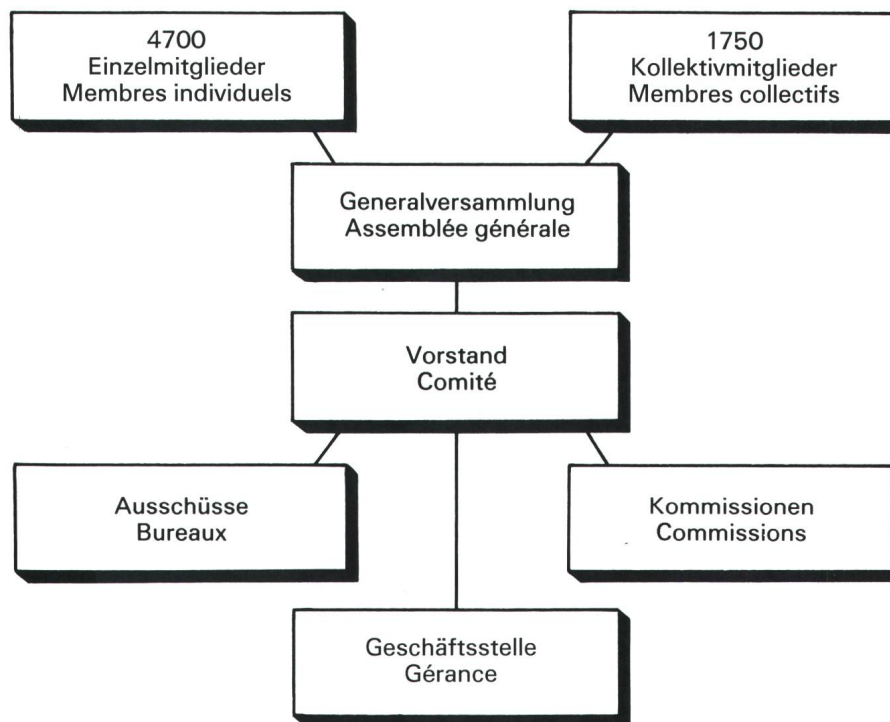 4700
Einzelmitglieder
Membres individuels
1750
Kollektivmitglieder
Membres collectifs
Generalversammlung
Assemblée générale
Vorstand
Comité
Ausschüsse
Bureaux
Kommissionen
Commissions
Geschäftsstelle
Gérance